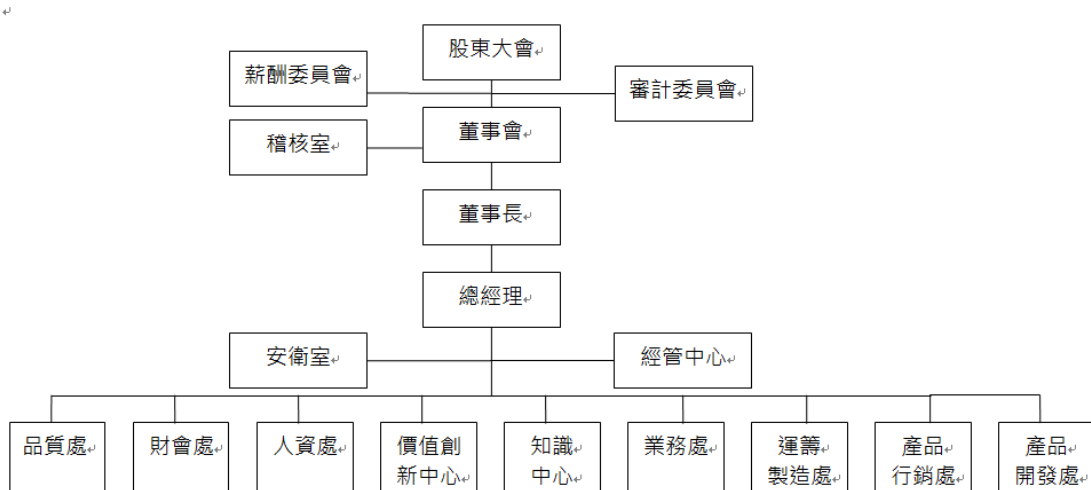 股東大會
薪酬委員會
審計委員會
董事會
稽核室
董事長
總經理
安衛室
經管中心
品質處
財會處
人資處
價值創
新中心
知識
中心
業務處
運籌
製造處
產品
行銷處
產品
開發處